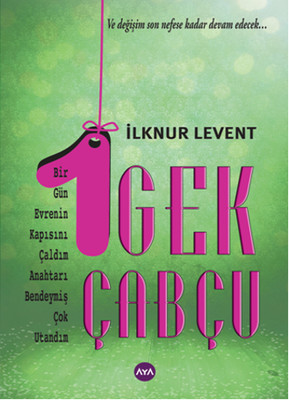 Ve değişim son nefese kadar devam edecek...
İLKNUR LEVENT
1GEK
ÇABÇU
Bir
Gün
Evrenin
Kapısını
Çaldım
Anahtarı
Bendeymiş
Çok
Utandım
AYA